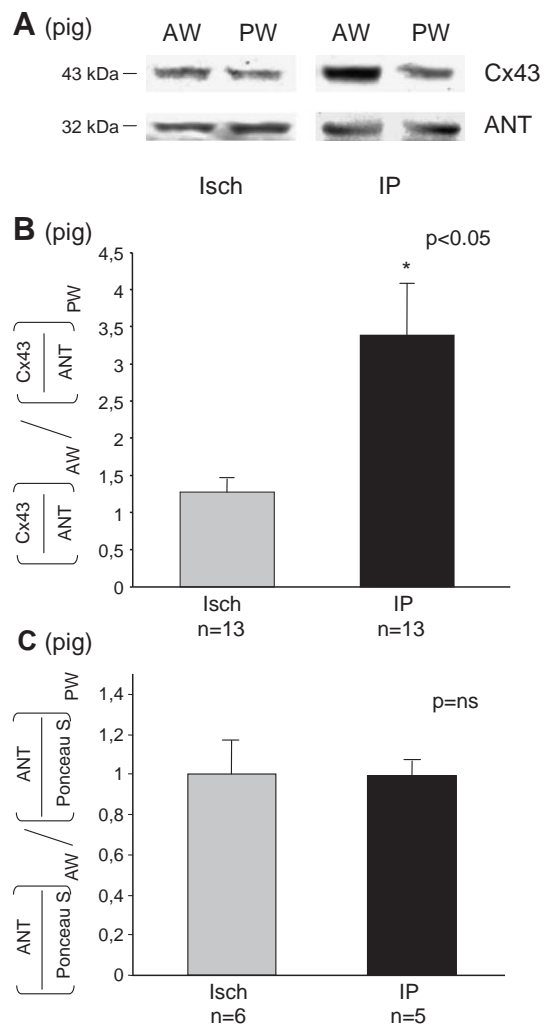 A (pig)
AW PW AW PW
43 kDa Cx43
32 kDa ANT
Isch IP
B (pig)
p<0.05
*
4,5
4
3,5
3
2,5
2
1,5
1
0,5
0
Cx43
ANT
PW
/
Cx43
ANT
AW
Isch IP
n=13 n=13
C (pig)
p=ns
1,4
1,2
1
0,8
0,6
0,4
0,2
0
ANT
Ponceau S
PW
/
ANT
Ponceau S
AW
Isch IP
n=6 n=5